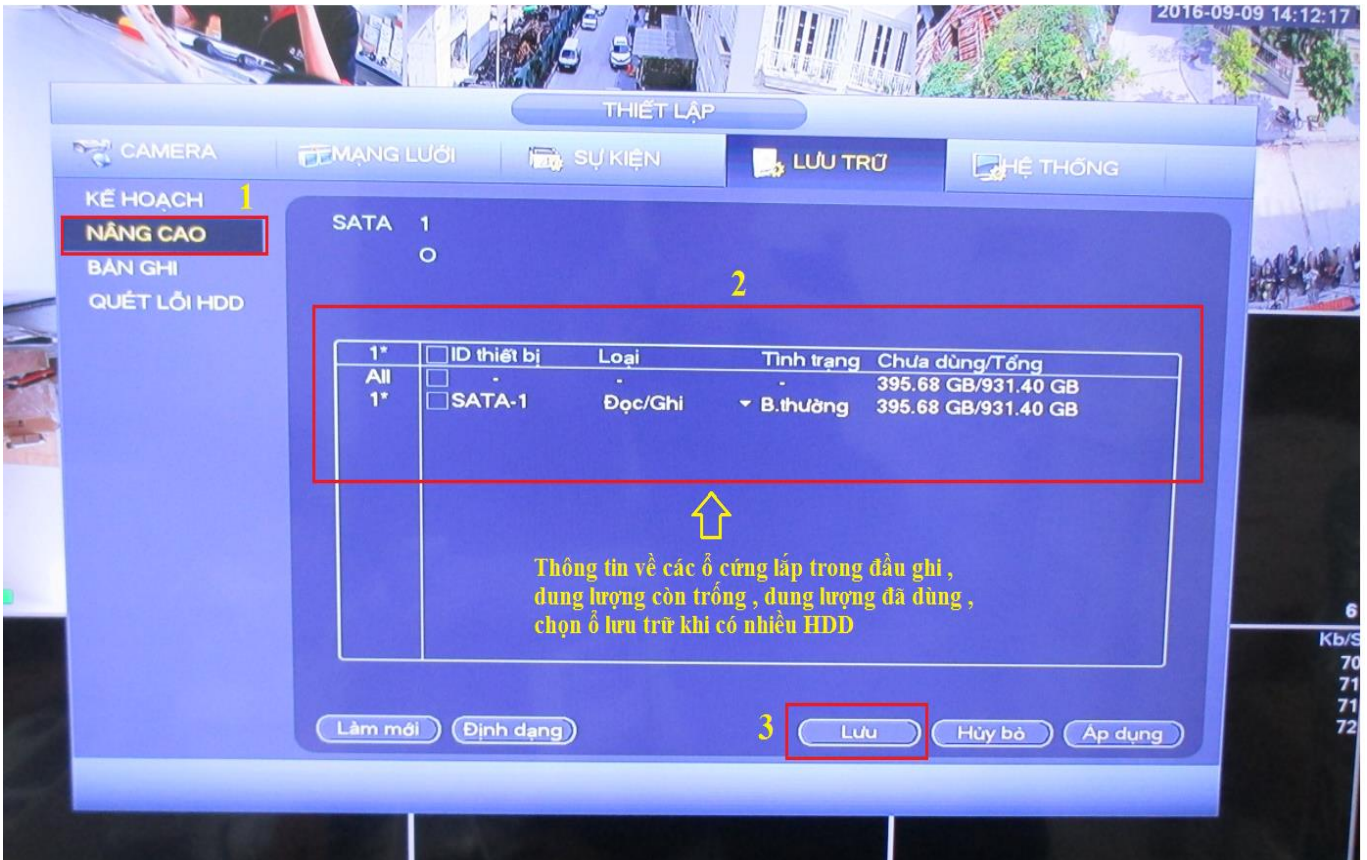 2016-09-09 14:12:17
THIẾT LẬP
CAMERA MẠNG LƯỚI SỰ KIỆN LƯU TRỮ HỆ THỐNG
KẾ HOẠCH 1
NÂNG CAO
BẢN GHI
QUÉT LỖI HDD
SATA 1
O
2
1* ID thiết bị Loại Tình trạng Chưa dùng/Tổng
All - - - 395.68 GB/931.40 GB
1* SATA-1 Đọc/Ghi B.thường 395.68 GB/931.40 GB
Thông tin về các ổ cứng lắp trong đầu ghi ,
dung lượng còn trống , dung lượng đã dùng ,
chọn ổ lưu trữ khi có nhiều HDD
6
Kb/S
70
71
71
72
Làm mới Định dạng 3 Lưu Hủy bỏ Áp dụng